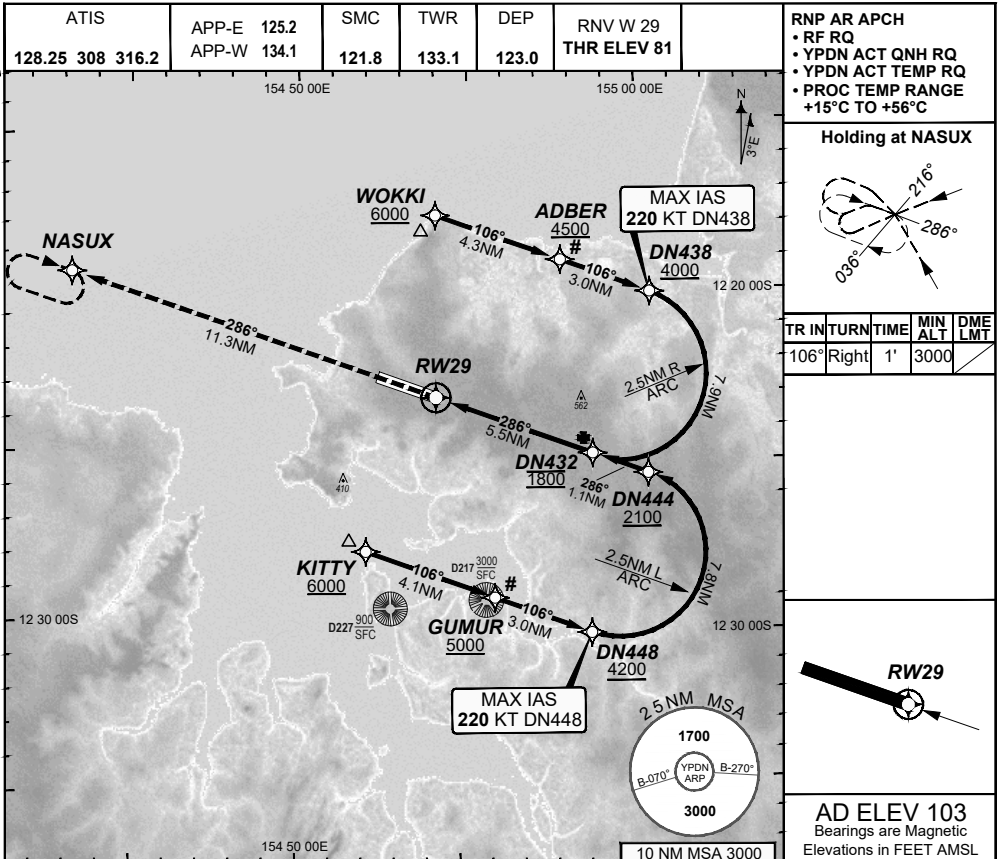 ATIS
128.25 308 316.2
APP-E 125.2
APP-W 134.1
SMC
121.8
TWR
133.1
DEP
123.0
RNV W 29
THR ELEV 81
RNP AR APCH
• RF RQ
• YPDN ACT QNH RQ
• YPDN ACT TEMP RQ
• PROC TEMP RANGE
+15°C TO +56°C
154 50 00E
155 00 00E
N
3°E
Holding at NASUX
216°
286°
036°
WOKKI
6000
106°
4.3NM
ADBER
4500
#
106°
3.0NM
MAX IAS
220 KT DN438
DN438
4000
NASUX
12 20 00S
286°
11.3NM
TR IN TURN TIME MIN ALT DME LMT
106° Right 1' 3000
RW29
2.5NM R
ARC
7.9NM
562
286°
5.5NM
DN432
1800
286°
1.1NM
DN444
2100
410
KITTY
6000
106°
4.1NM
D217 3000
SFC
#
106°
3.0NM
2.5NM L
ARC
7.8NM
12 30 00S
D227 900
SFC
GUMUR
5000
12 30 00S
DN448
4200
MAX IAS
220 KT DN448
RW29
25 NM MSA
1700
B-070°
YPDN
ARP
B-270°
3000
154 50 00E
10 NM MSA 3000
AD ELEV 103
Bearings are Magnetic
Elevations in FEET AMSL